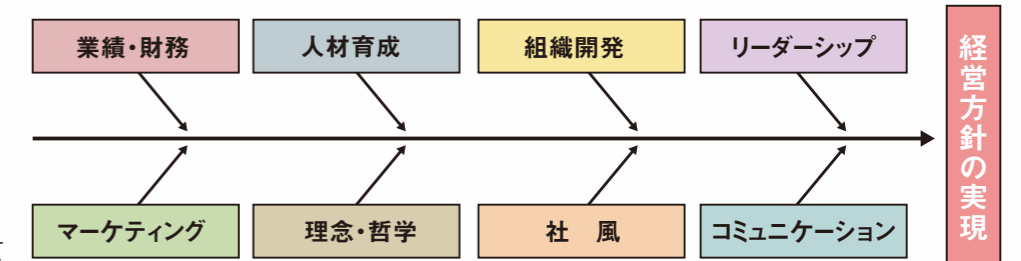 業績・財務
人材育成
組織開発
リーダーシップ
経営方針の実現
マーケティング
理念・哲学
社　風
コミュニケーション